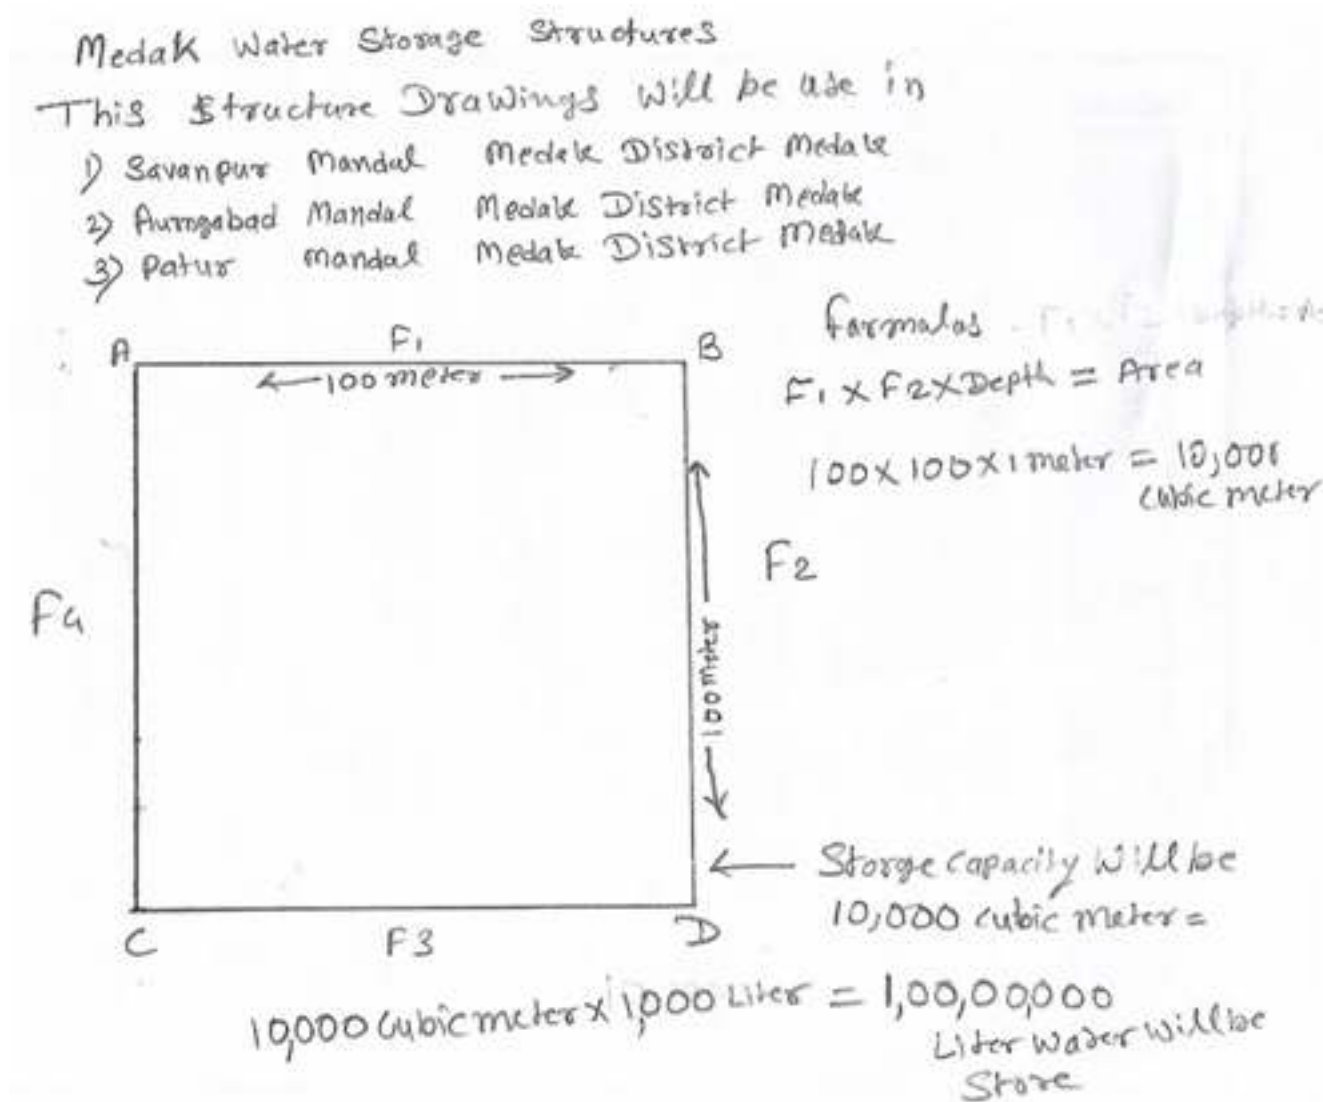 Medak Water Storage Structures
This Structure Drawings Will be use in
1) Savanpur Mandal Medak District Medak
2) Aurngabad Mandal Medak District Medak
3) Patur Mandal Medak District Medak
Farmalas
F1 x F2 x Depth = Area
100 x 100 x 1 meter = 10,000
cubic meter
A F1 B
100 meter
F4
F2
100 meter
Storge capacity Will be
10,000 cubic meter =
C F3 D
10,000 cubic meter x 1,000 Liter = 1,00,00,000
Liter Water will be
Store